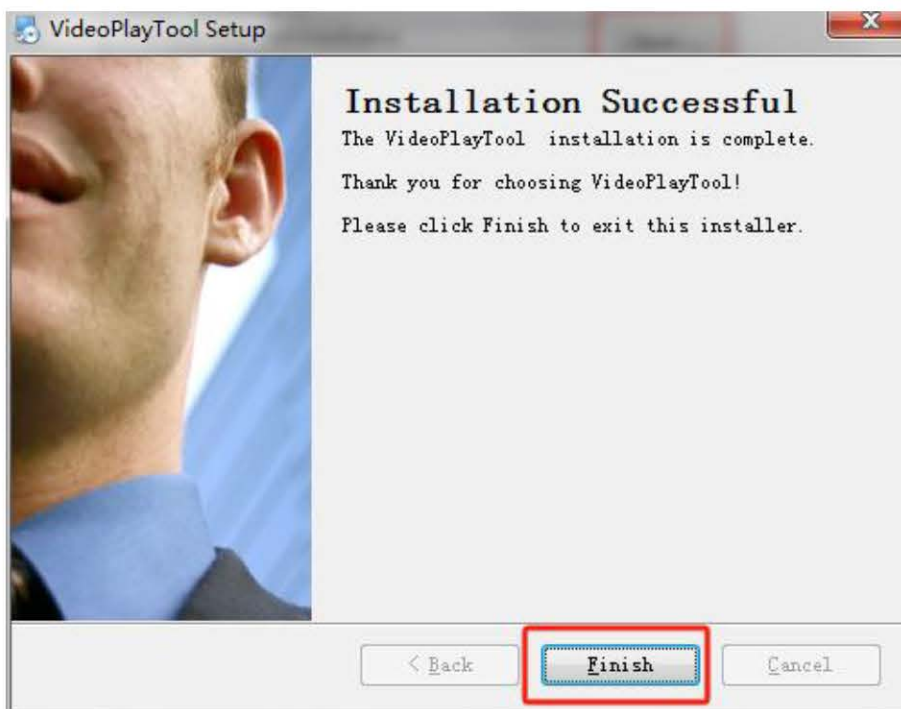 VideoPlayTool Setup
Installation Successful
The VideoPlayTool installation is complete.
Thank you for choosing VideoPlayTool!
Please click Finish to exit this installer.
< Back
Finish
Cancel